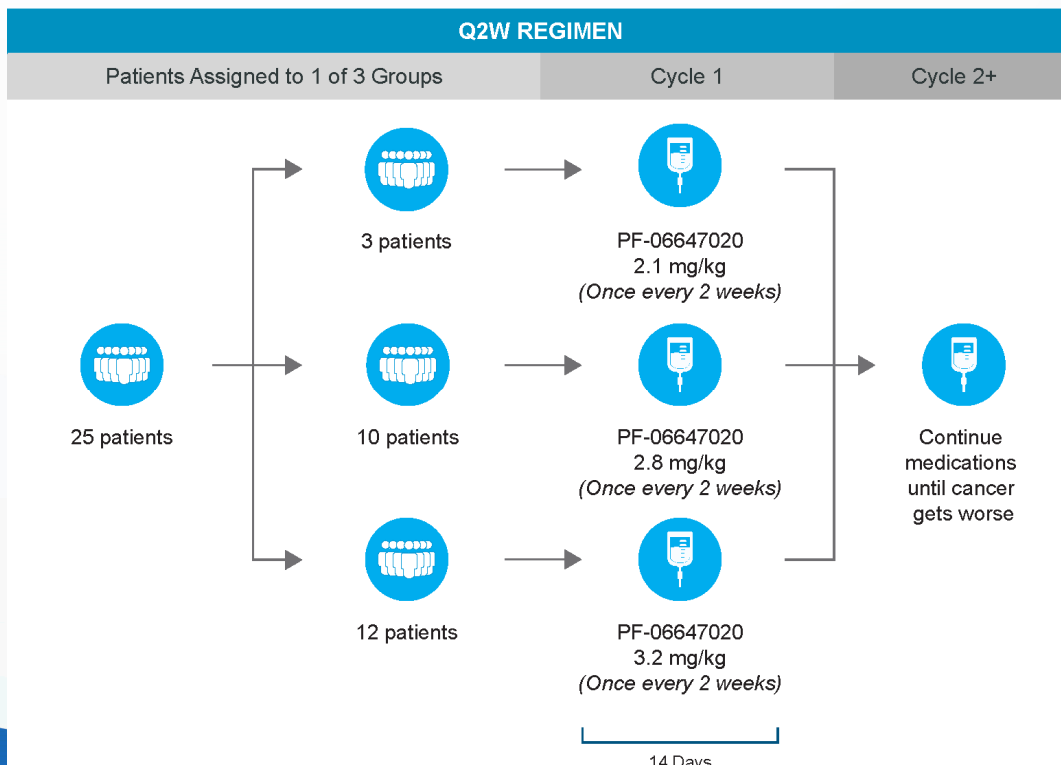 Q2W REGIMEN
Patients Assigned to 1 of 3 Groups
Cycle 1
Cycle 2+
3 patients
PF-06647020
2.1 mg/kg
(Once every 2 weeks)
25 patients
10 patients
PF-06647020
2.8 mg/kg
(Once every 2 weeks)
Continue
medications
until cancer
gets worse
12 patients
PF-06647020
3.2 mg/kg
(Once every 2 weeks)
14 Days